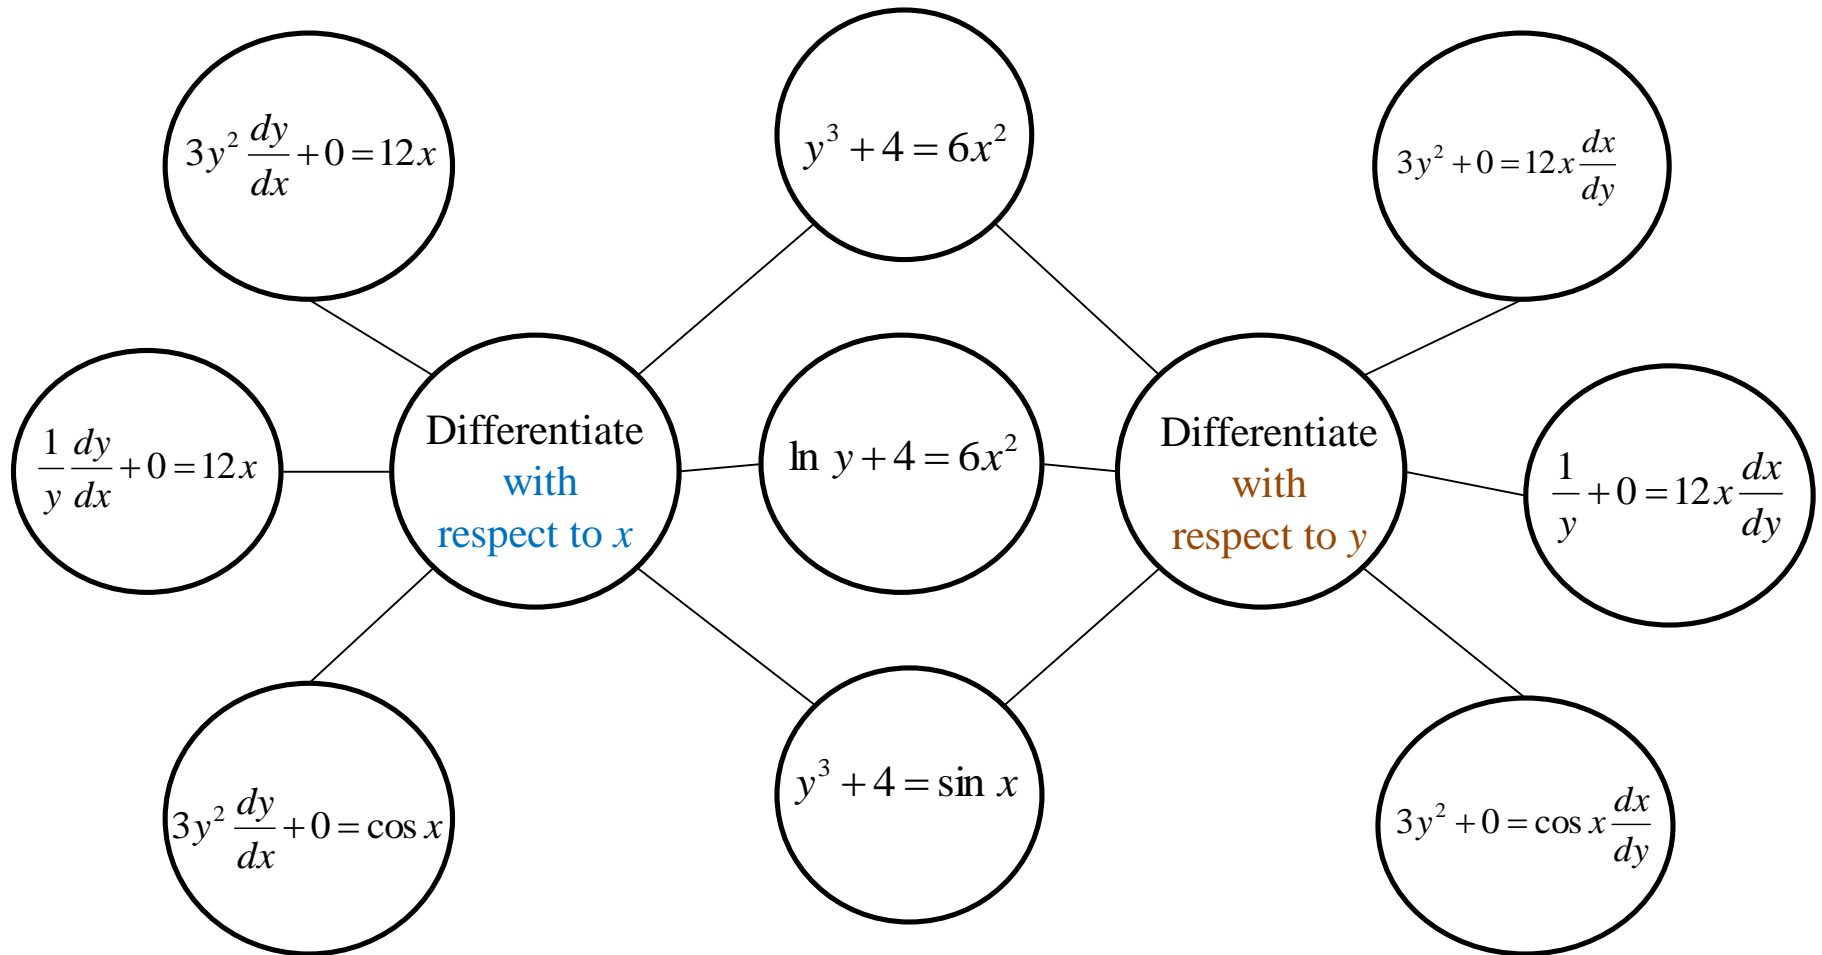 3y² dy/dx + 0 = 12x
y³ + 4 = 6x²
3y² + 0 = 12x dx/dy
1/y dy/dx + 0 = 12x
Differentiate
with
respect to x
ln y + 4 = 6x²
Differentiate
with
respect to y
1/y + 0 = 12x dx/dy
3y² dy/dx + 0 = cos x
y³ + 4 = sin x
3y² + 0 = cos x dx/dy